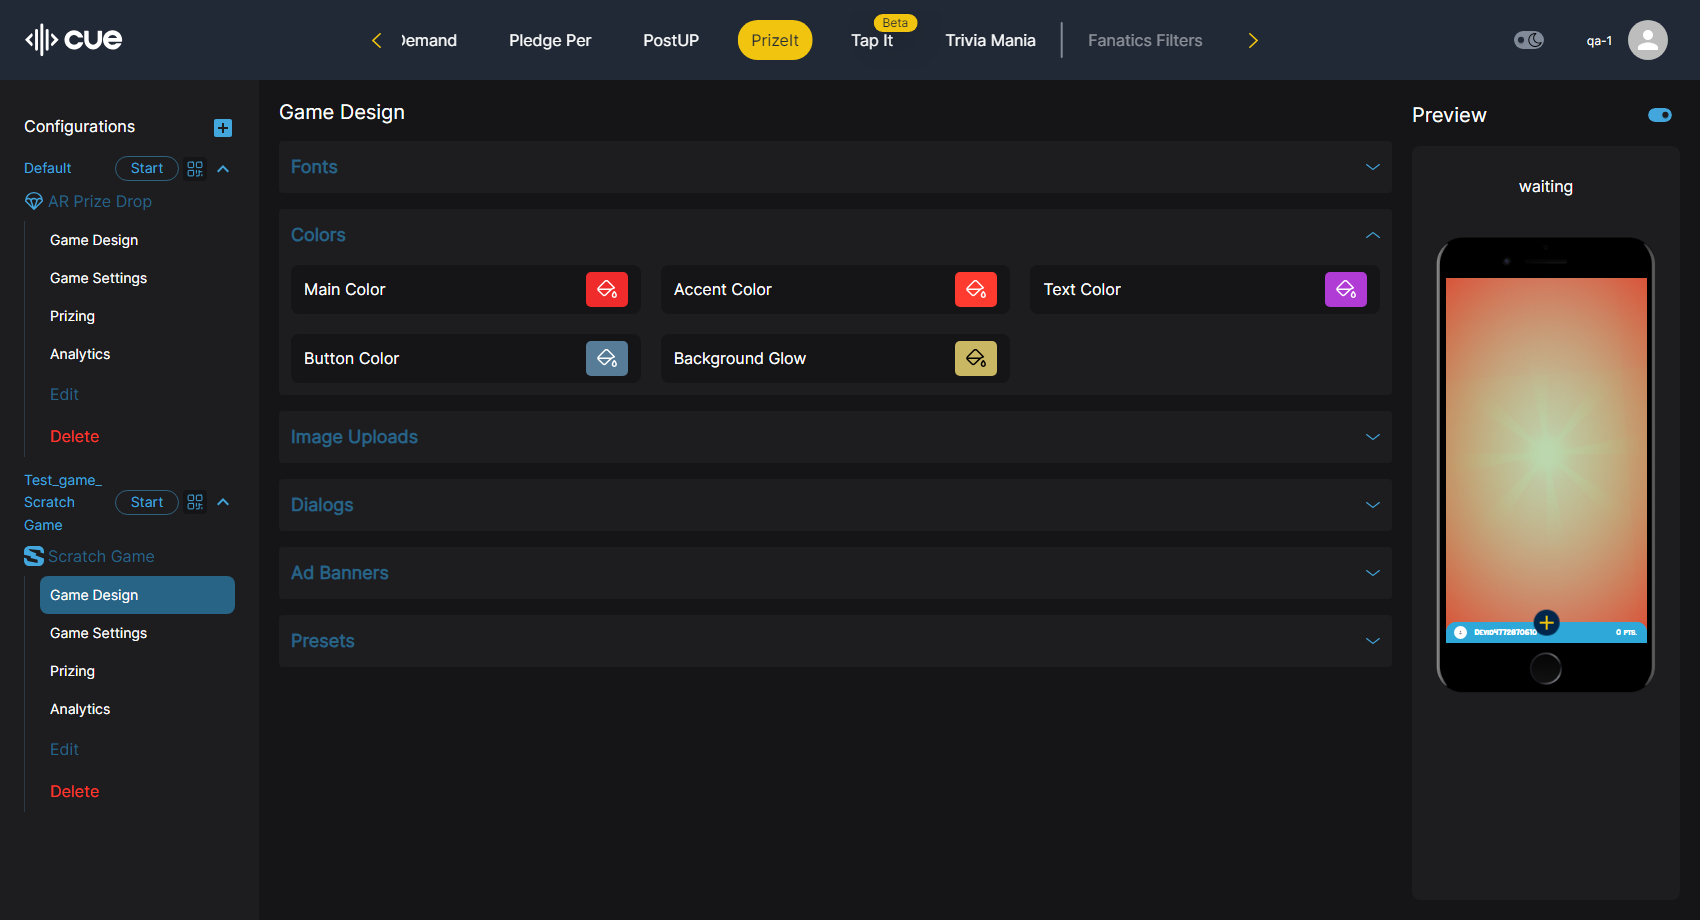 cue
Demand
Pledge Per
PostUP
PrizeIt
Beta
Tap It
Trivia Mania
Fanatics Filters
qa-1
Configurations
Default
Start
AR Prize Drop
Game Design
Game Settings
Prizing
Analytics
Edit
Delete
Test_game_
Scratch
Game
Start
Scratch Game
Game Design
Game Settings
Prizing
Analytics
Edit
Delete
Game Design
Fonts
Colors
Main Color
Accent Color
Text Color
Button Color
Background Glow
Image Uploads
Dialogs
Ad Banners
Presets
Preview
waiting
0 PTS.